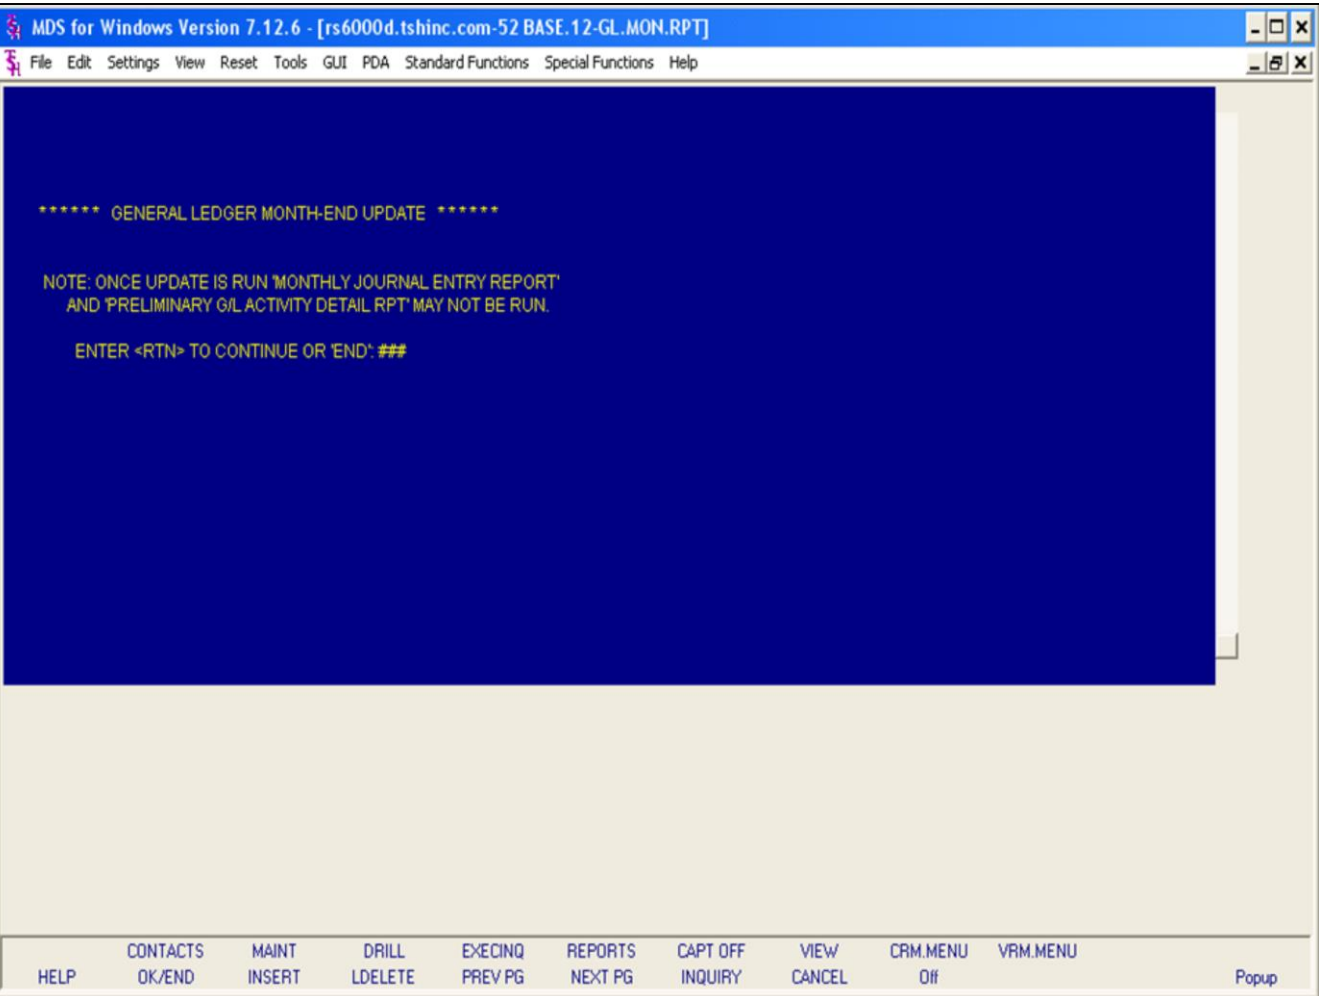 MDS for Windows Version 7.12.6 - [rs6000d.tshinc.com-52 BASE.12-GL.MON.RPT]
File Edit Settings View Reset Tools GUI PDA Standard Functions Special Functions Help
****** GENERAL LEDGER MONTH-END UPDATE ******
NOTE: ONCE UPDATE IS RUN 'MONTHLY JOURNAL ENTRY REPORT'
AND 'PRELIMINARY G/L ACTIVITY DETAIL RPT' MAY NOT BE RUN.
ENTER <RTN> TO CONTINUE OR 'END': ###
CONTACTS MAINT DRILL EXECINQ REPORTS CAPT OFF VIEW CRM.MENU VRM.MENU
HELP OK/END INSERT LDELETE PREV PG NEXT PG INQUIRY CANCEL Off Popup